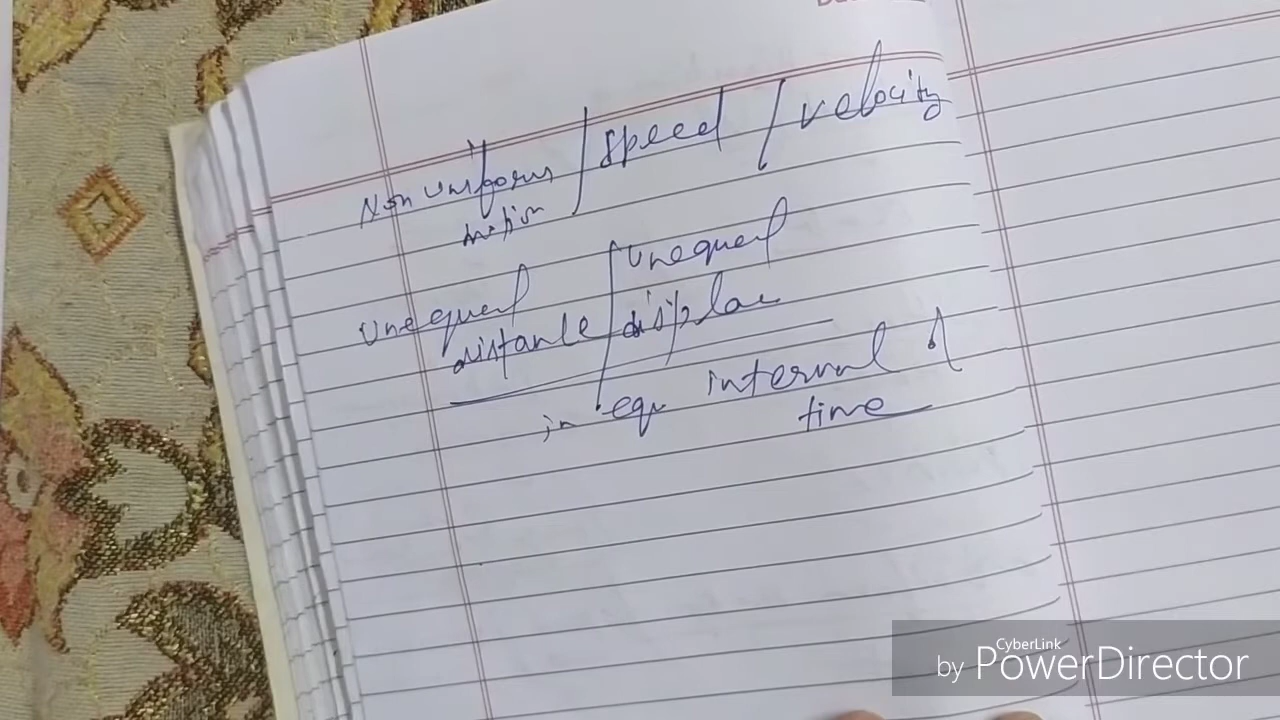 Non uniform / speed / velocity
motion
unequal / unequal
distance / displac
in equ interval of
time
CyberLink
by PowerDirector